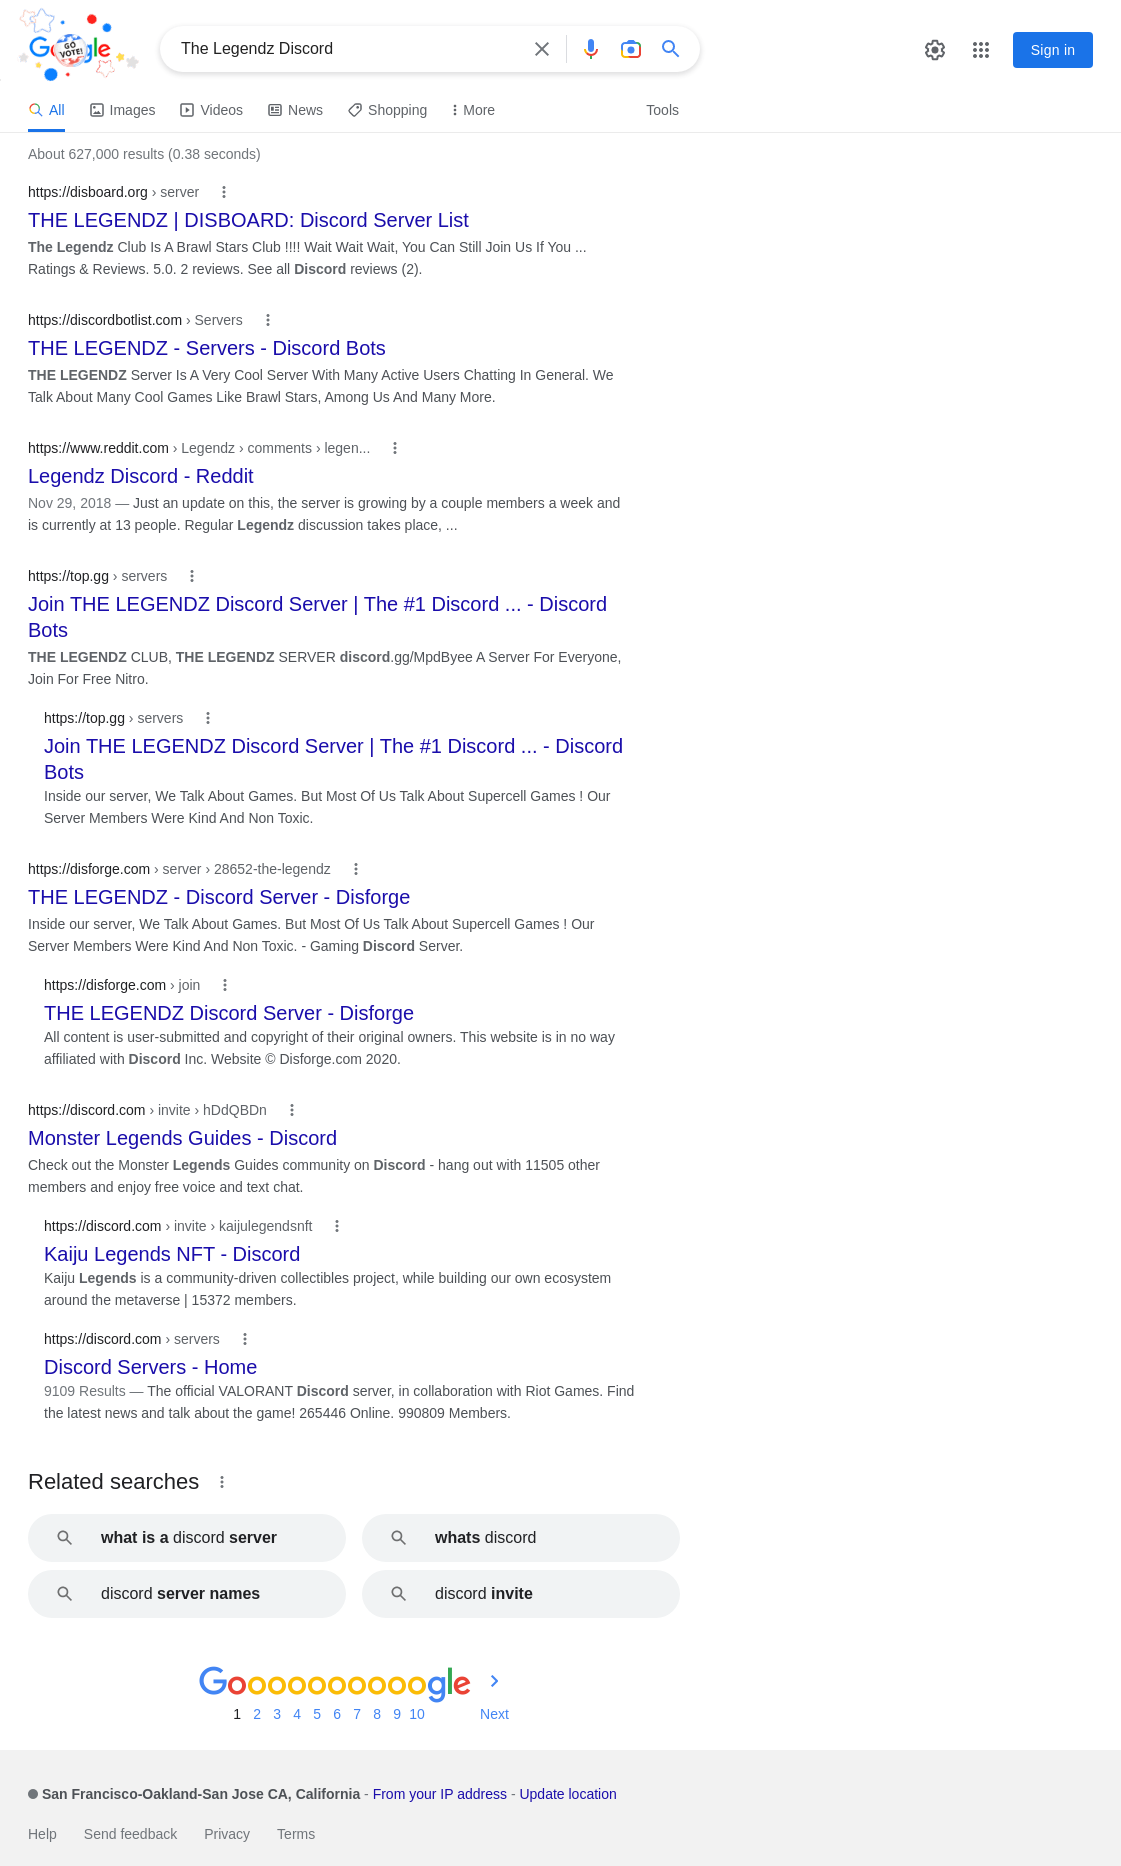 GO
VOTE!
The Legendz Discord
Sign in
All
Images
Videos
News
Shopping
More
Tools
About 627,000 results (0.38 seconds)
https://disboard.org › server
THE LEGENDZ | DISBOARD: Discord Server List
The Legendz Club Is A Brawl Stars Club !!!! Wait Wait Wait, You Can Still Join Us If You ...
Ratings & Reviews. 5.0. 2 reviews. See all Discord reviews (2).
https://discordbotlist.com › Servers
THE LEGENDZ - Servers - Discord Bots
THE LEGENDZ Server Is A Very Cool Server With Many Active Users Chatting In General. We
Talk About Many Cool Games Like Brawl Stars, Among Us And Many More.
https://www.reddit.com › Legendz › comments › legen...
Legendz Discord - Reddit
Nov 29, 2018 — Just an update on this, the server is growing by a couple members a week and
is currently at 13 people. Regular Legendz discussion takes place, ...
https://top.gg › servers
Join THE LEGENDZ Discord Server | The #1 Discord ... - Discord
Bots
THE LEGENDZ CLUB, THE LEGENDZ SERVER discord.gg/MpdByee A Server For Everyone,
Join For Free Nitro.
https://top.gg › servers
Join THE LEGENDZ Discord Server | The #1 Discord ... - Discord
Bots
Inside our server, We Talk About Games. But Most Of Us Talk About Supercell Games ! Our
Server Members Were Kind And Non Toxic.
https://disforge.com › server › 28652-the-legendz
THE LEGENDZ - Discord Server - Disforge
Inside our server, We Talk About Games. But Most Of Us Talk About Supercell Games ! Our
Server Members Were Kind And Non Toxic. - Gaming Discord Server.
https://disforge.com › join
THE LEGENDZ Discord Server - Disforge
All content is user-submitted and copyright of their original owners. This website is in no way
affiliated with Discord Inc. Website © Disforge.com 2020.
https://discord.com › invite › hDdQBDn
Monster Legends Guides - Discord
Check out the Monster Legends Guides community on Discord - hang out with 11505 other
members and enjoy free voice and text chat.
https://discord.com › invite › kaijulegendsnft
Kaiju Legends NFT - Discord
Kaiju Legends is a community-driven collectibles project, while building our own ecosystem
around the metaverse | 15372 members.
https://discord.com › servers
Discord Servers - Home
9109 Results — The official VALORANT Discord server, in collaboration with Riot Games. Find
the latest news and talk about the game! 265446 Online. 990809 Members.
Related searches
what is a discord server
whats discord
discord server names
discord invite
Goooooooooogle
1 2 3 4 5 6 7 8 9 10 Next
San Francisco-Oakland-San Jose CA, California - From your IP address - Update location
Help Send feedback Privacy Terms